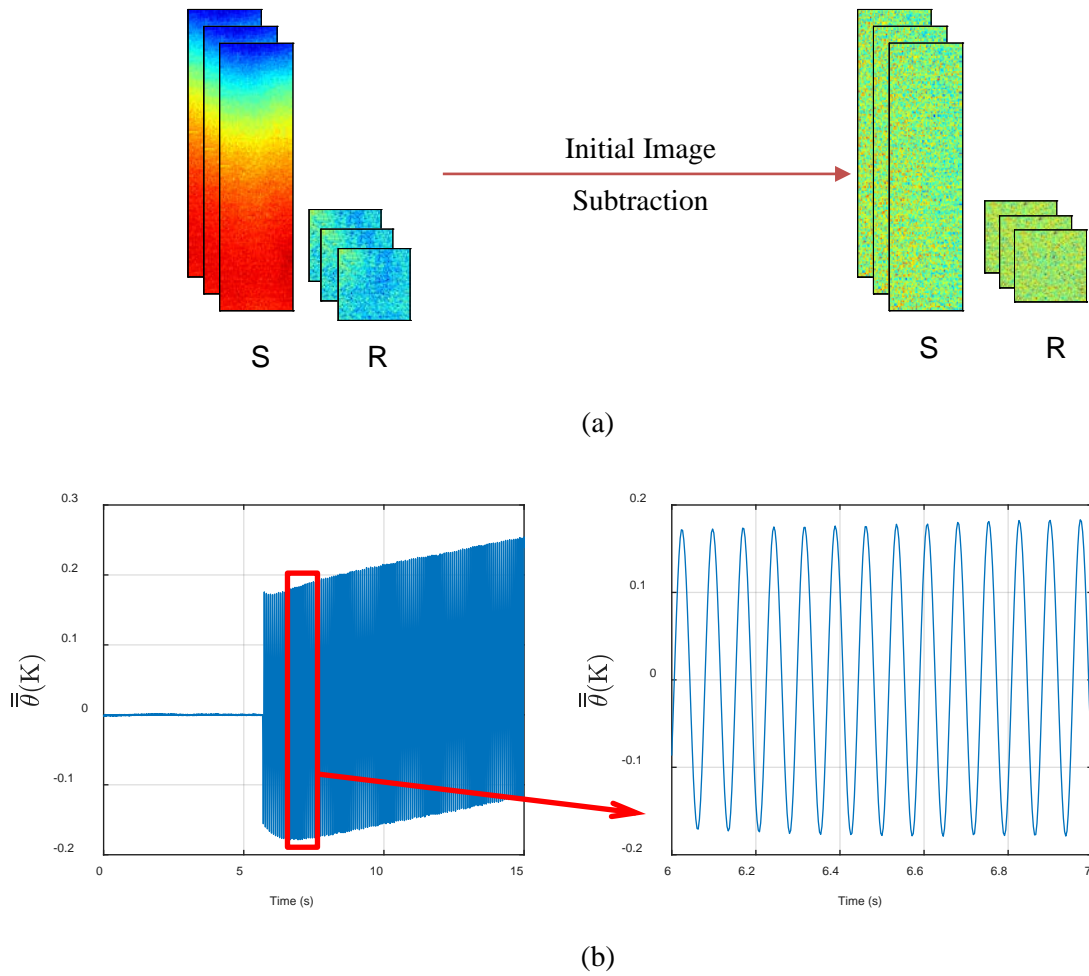 Initial Image
Subtraction
S
R
S
R
(a)
0.3
0.2
0.1
0
-0.1
-0.2
0
5
10
15
Time (s)
θ(K)
0.2
0.1
0
-0.1
-0.2
6
6.2
6.4
6.6
6.8
7
Time (s)
θ(K)
(b)